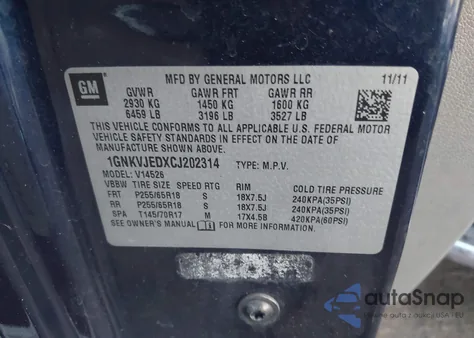 GM
MFD BY GENERAL MOTORS LLC 11/11
GVWR GAWR FRT GAWR RR
2930 KG 1450 KG 1600 KG
6459 LB 3196 LB 3527 LB
THIS VEHICLE CONFORMS TO ALL APPLICABLE U.S. FEDERAL MOTOR
VEHICLE SAFETY STANDARDS IN EFFECT ON THE DATE OF
MANUFACTURE SHOWN ABOVE.
1GNKVJEDXCJ202314 TYPE: M.P.V.
MODEL: V14526
VBBW TIRE SIZE SPEED RTG RIM COLD TIRE PRESSURE
FRT P255/65R18 S 18X7.5J 240KPA(35PSI)
RR P255/65R18 S 18X7.5J 240KPA(35PSI)
SPA T145/70R17 M 17X4.5B 420KPA(60PSI)
SEE OWNER'S MANUAL FOR MORE INFORMATION
autoSnap